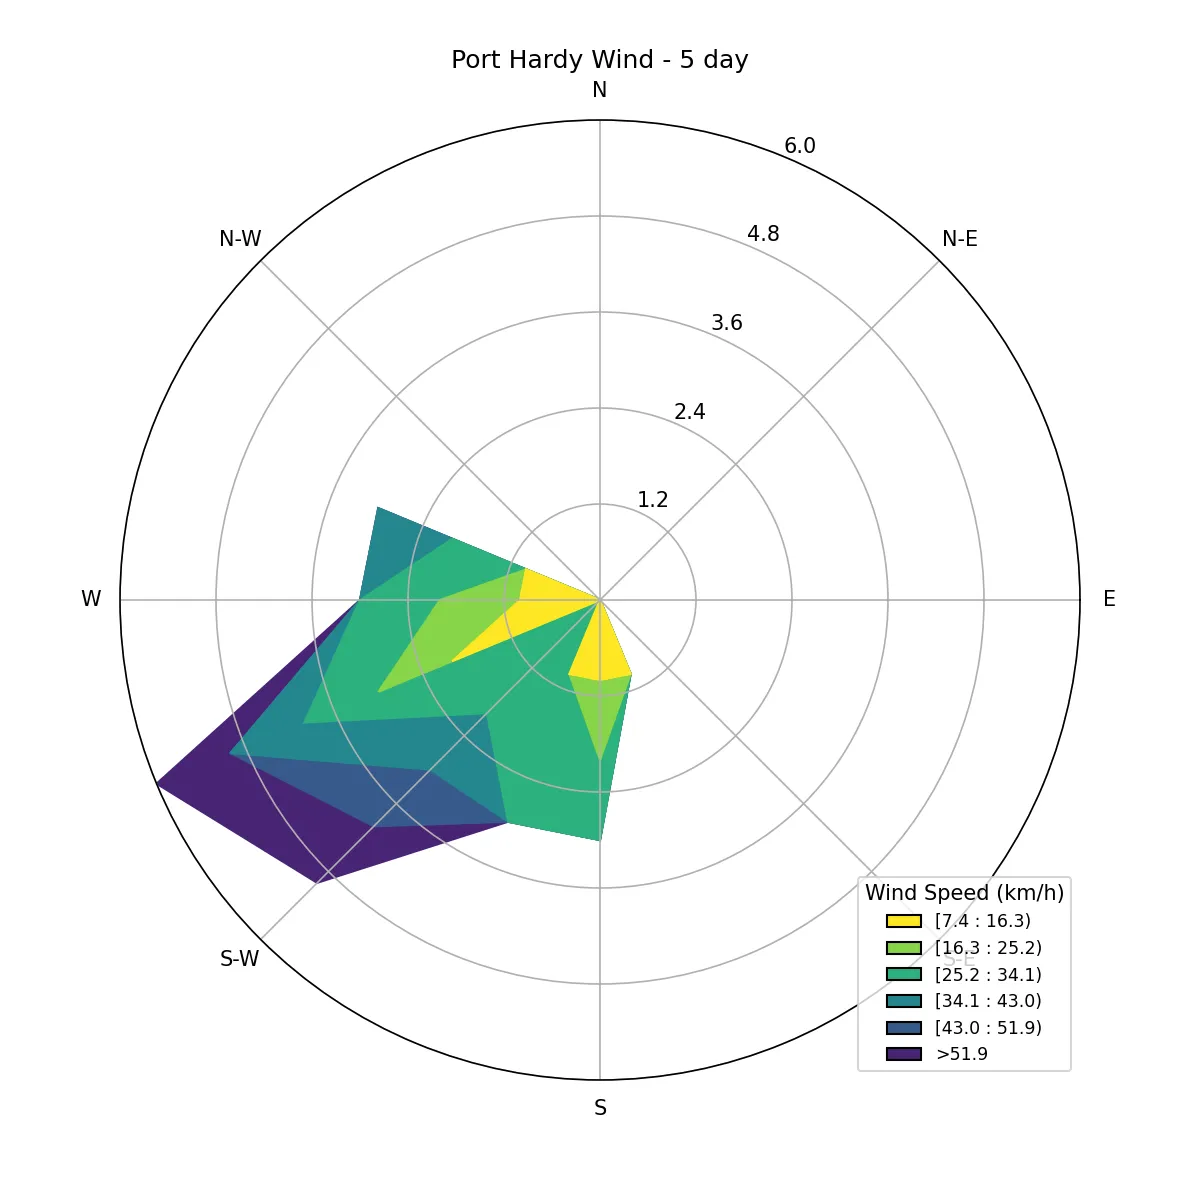 Port Hardy Wind - 5 day
N
6.0
N-W
N-E
4.8
3.6
2.4
1.2
W
E
S-W
S-E
Wind Speed (km/h)
[7.4 : 16.3)
[16.3 : 25.2)
[25.2 : 34.1)
[34.1 : 43.0)
[43.0 : 51.9)
>51.9
S